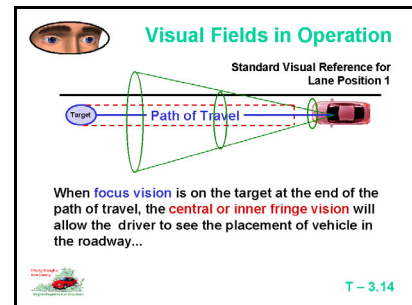 Visual Fields in Operation
Standard Visual Reference for
Lane Position 1
Target
Path of Travel
When focus vision is on the target at the end of the
path of travel, the central or inner fringe vision will
allow the driver to see the placement of vehicle in
the roadway...
T – 3.14